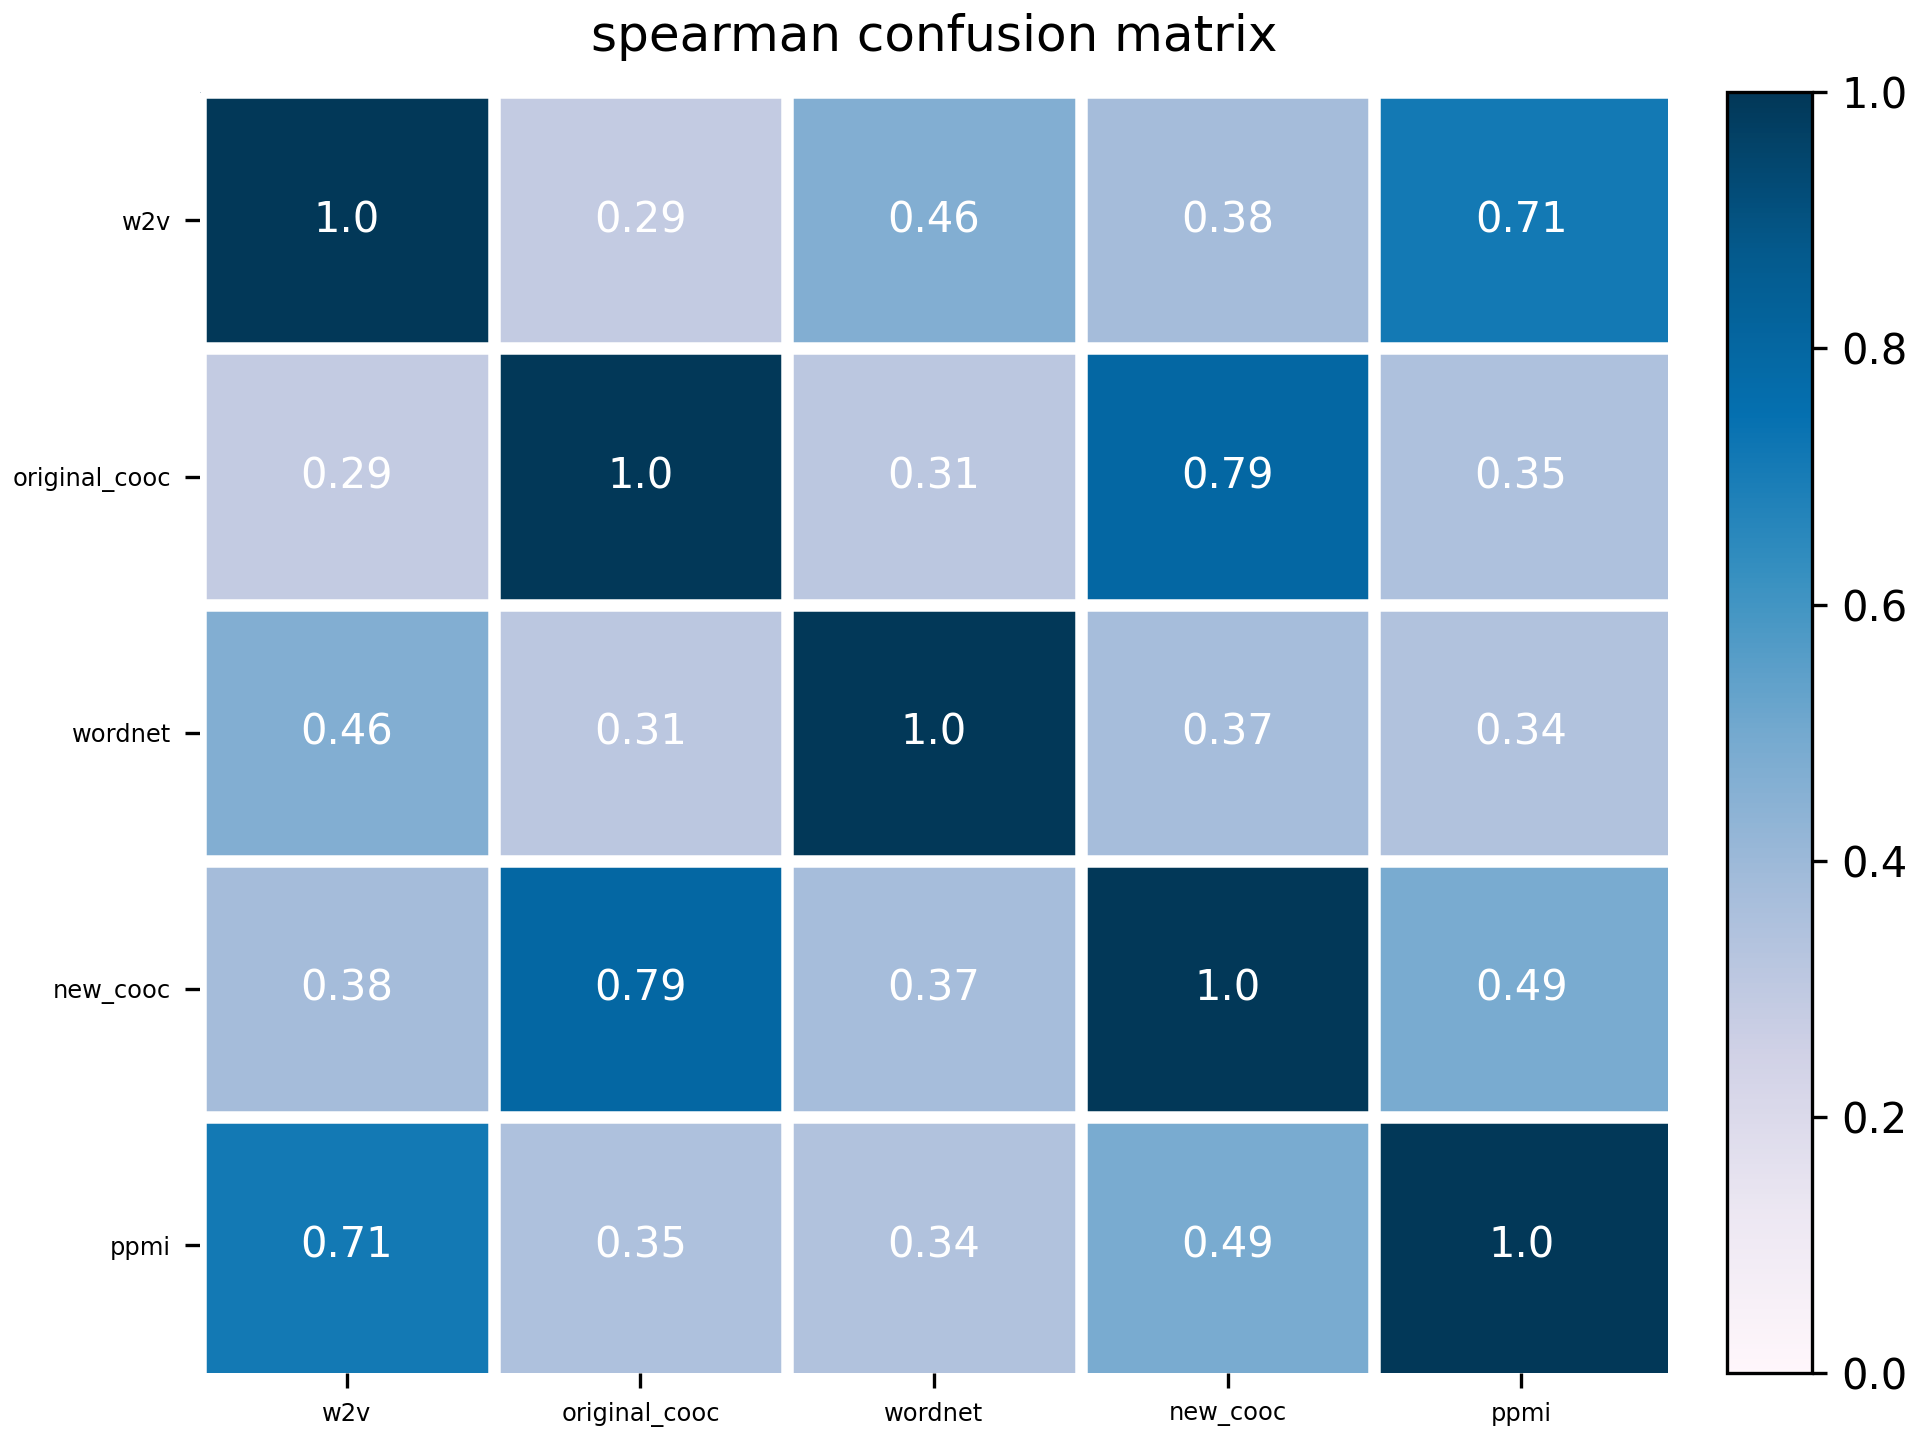 spearman confusion matrix
w2v 1.0 0.29 0.46 0.38 0.71
original_cooc 0.29 1.0 0.31 0.79 0.35
wordnet 0.46 0.31 1.0 0.37 0.34
new_cooc 0.38 0.79 0.37 1.0 0.49
ppmi 0.71 0.35 0.34 0.49 1.0
w2v original_cooc wordnet new_cooc ppmi
1.0
0.8
0.6
0.4
0.2
0.0